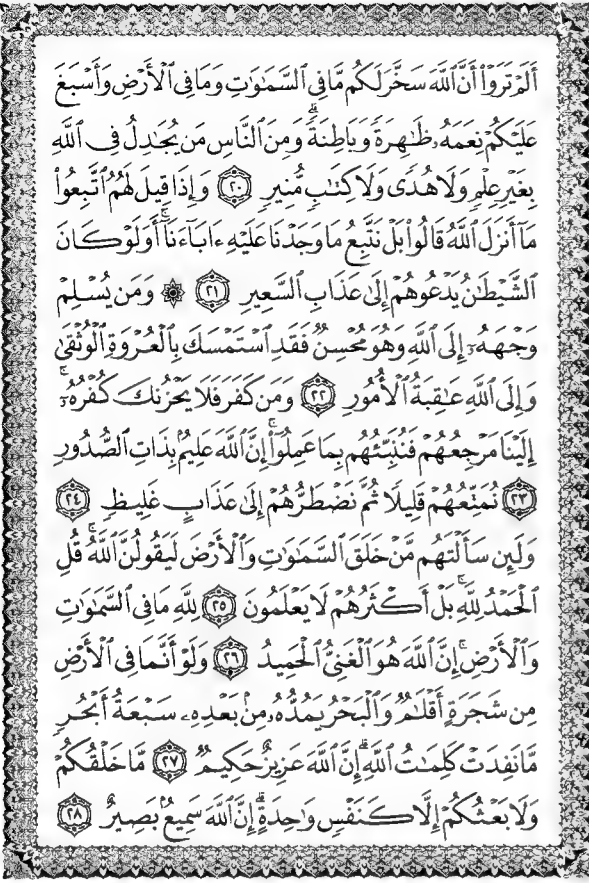 أَلَمْ تَرَوْا۟ أَنَّ ٱللَّهَ سَخَّرَ لَكُم مَّا فِى ٱلسَّمَٰوَٰتِ وَمَا فِى ٱلْأَرْضِ وَأَسْبَغَ
عَلَيْكُمْ نِعَمَهُۥ ظَٰهِرَةً وَبَاطِنَةً ۗ وَمِنَ ٱلنَّاسِ مَن يُجَٰدِلُ فِى ٱللَّهِ
بِغَيْرِ عِلْمٍ وَلَا هُدًى وَلَا كِتَٰبٍ مُّنِيرٍ ٢٠ وَإِذَا قِيلَ لَهُمُ ٱتَّبِعُوا۟
مَآ أَنزَلَ ٱللَّهُ قَالُوا۟ بَلْ نَتَّبِعُ مَا وَجَدْنَا عَلَيْهِ ءَابَآءَنَآ ۚ أَوَلَوْ كَانَ
ٱلشَّيْطَٰنُ يَدْعُوهُمْ إِلَىٰ عَذَابِ ٱلسَّعِيرِ ٢١ ۞ وَمَن يُسْلِمْ
وَجْهَهُۥٓ إِلَى ٱللَّهِ وَهُوَ مُحْسِنٌ فَقَدِ ٱسْتَمْسَكَ بِٱلْعُرْوَةِ ٱلْوُثْقَىٰ ۗ
وَإِلَى ٱللَّهِ عَٰقِبَةُ ٱلْأُمُورِ ٢٢ وَمَن كَفَرَ فَلَا يَحْزُنكَ كُفْرُهُۥٓ ۚ
إِلَيْنَا مَرْجِعُهُمْ فَنُنَبِّئُهُم بِمَا عَمِلُوٓا۟ ۚ إِنَّ ٱللَّهَ عَلِيمٌۢ بِذَاتِ ٱلصُّدُورِ
٢٣ نُمَتِّعُهُمْ قَلِيلًا ثُمَّ نَضْطَرُّهُمْ إِلَىٰ عَذَابٍ غَلِيظٍ ٢٤
وَلَئِن سَأَلْتَهُم مَّنْ خَلَقَ ٱلسَّمَٰوَٰتِ وَٱلْأَرْضَ لَيَقُولُنَّ ٱللَّهُ ۚ قُلِ
ٱلْحَمْدُ لِلَّهِ ۚ بَلْ أَكْثَرُهُمْ لَا يَعْلَمُونَ ٢٥ لِلَّهِ مَا فِى ٱلسَّمَٰوَٰتِ
وَٱلْأَرْضِ ۚ إِنَّ ٱللَّهَ هُوَ ٱلْغَنِىُّ ٱلْحَمِيدُ ٢٦ وَلَوْ أَنَّمَا فِى ٱلْأَرْضِ
مِن شَجَرَةٍ أَقْلَٰمٌ وَٱلْبَحْرُ يَمُدُّهُۥ مِنۢ بَعْدِهِۦ سَبْعَةُ أَبْحُرٍ
مَّا نَفِدَتْ كَلِمَٰتُ ٱللَّهِ ۗ إِنَّ ٱللَّهَ عَزِيزٌ حَكِيمٌ ٢٧ مَّا خَلْقُكُمْ
وَلَا بَعْثُكُمْ إِلَّا كَنَفْسٍ وَٰحِدَةٍ ۗ إِنَّ ٱللَّهَ سَمِيعٌۢ بَصِيرٌ ٢٨